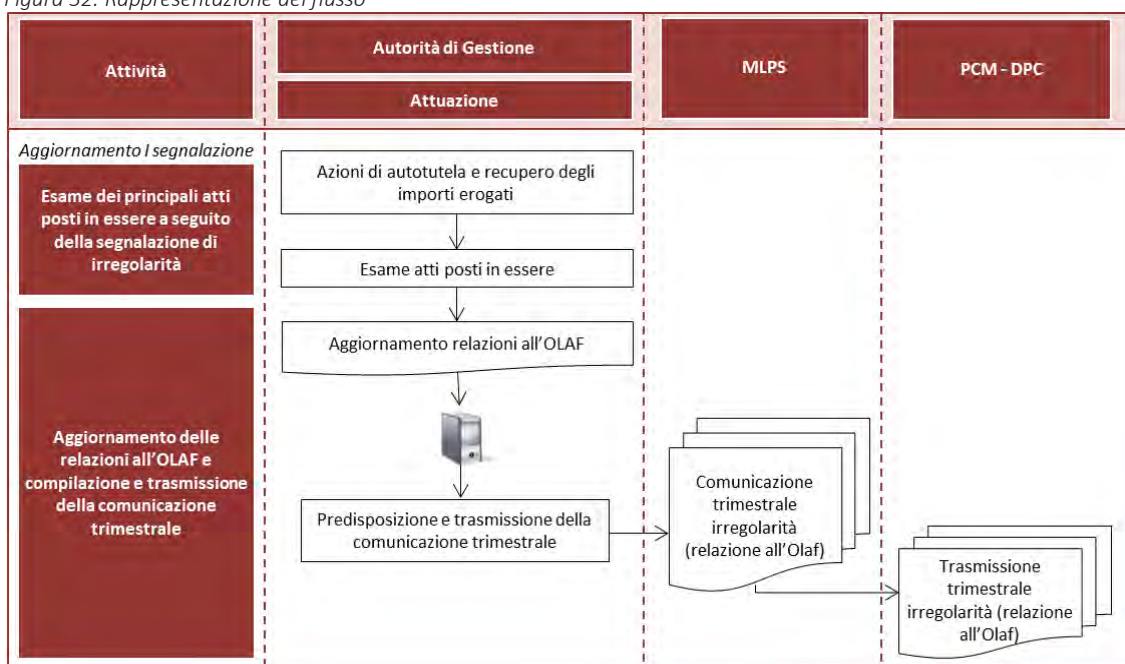 Figura 32: Rappresentazione del flusso
Attività
Autorità di Gestione
Attuazione
MLPS
PCM - DPC
Aggiornamento I segnalazione
Esame dei principali atti
posti in essere a seguito
della segnalazione di
irregolarità
Azioni di autotutela e recupero degli
importi erogati
Esame atti posti in essere
Aggiornamento relazioni all'OLAF
Aggiornamento delle
relazioni all'OLAF e
compilazione e trasmissione
della comunicazione
trimestrale
Predisposizione e trasmissione della
comunicazione trimestrale
Comunicazione
trimestrale
irregolarità
(relazione all'Olaf)
Trasmissione
trimestrale
irregolarità (relazione
all'Olaf)